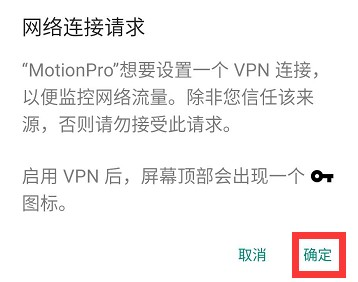 网络连接请求
“MotionPro”想要设置一个 VPN 连接，
以便监控网络流量。除非您信任该来
源，否则请勿接受此请求。
启用 VPN 后，屏幕顶部会出现一个
图标。
取消 确定